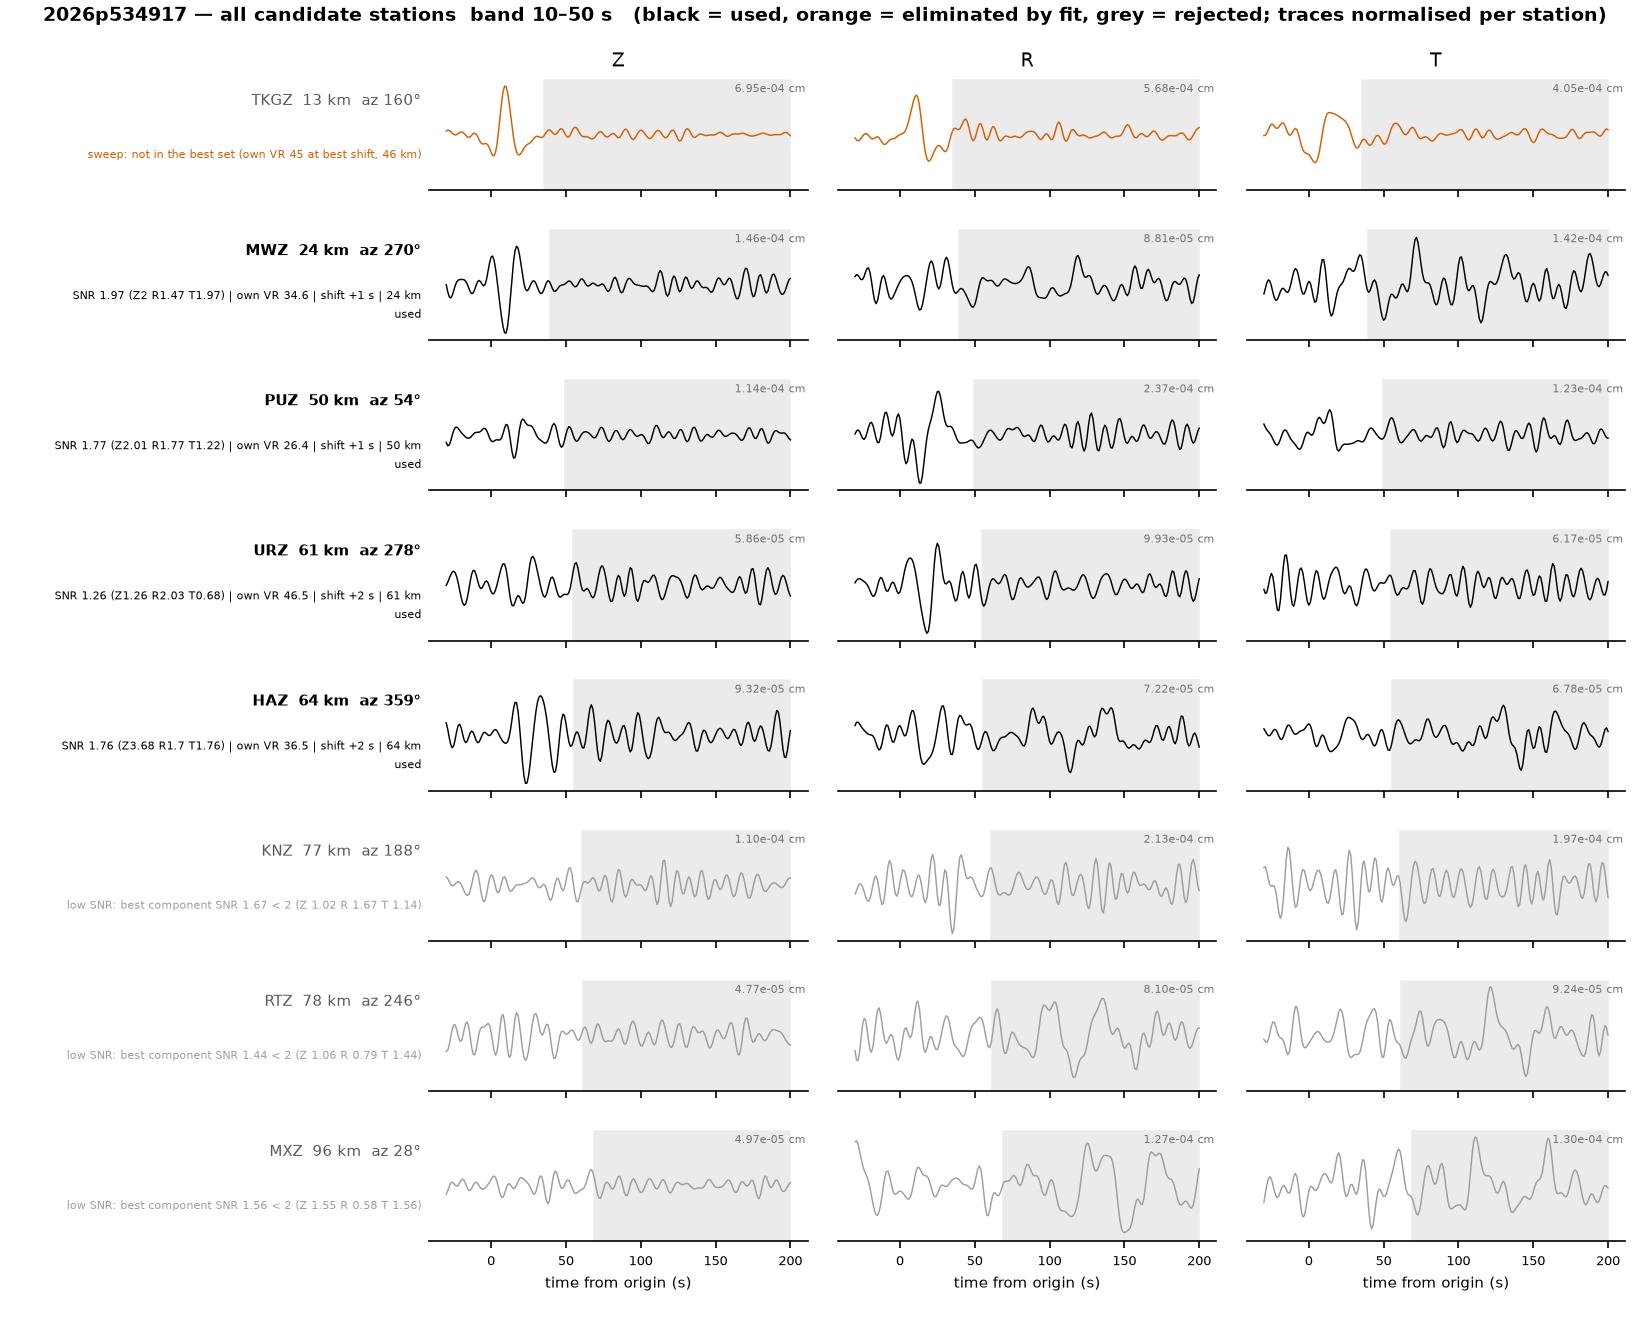 2026p534917 — all candidate stations  band 10–50 s   (black = used, orange = eliminated by fit, grey = rejected; traces normalised per station)
Z R T
TKGZ  13 km  az 160°
sweep: not in the best set (own VR 45 at best shift, 46 km)
6.95e-04 cm 5.68e-04 cm 4.05e-04 cm
MWZ  24 km  az 270°
SNR 1.97 (Z2 R1.47 T1.97) | own VR 34.6 | shift +1 s | 24 km
used
1.46e-04 cm 8.81e-05 cm 1.42e-04 cm
PUZ  50 km  az 54°
SNR 1.77 (Z2.01 R1.77 T1.22) | own VR 26.4 | shift +1 s | 50 km
used
1.14e-04 cm 2.37e-04 cm 1.23e-04 cm
URZ  61 km  az 278°
SNR 1.26 (Z1.26 R2.03 T0.68) | own VR 46.5 | shift +2 s | 61 km
used
5.86e-05 cm 9.93e-05 cm 6.17e-05 cm
HAZ  64 km  az 359°
SNR 1.76 (Z3.68 R1.7 T1.76) | own VR 36.5 | shift +2 s | 64 km
used
9.32e-05 cm 7.22e-05 cm 6.78e-05 cm
KNZ  77 km  az 188°
low SNR: best component SNR 1.67 < 2 (Z 1.02 R 1.67 T 1.14)
1.10e-04 cm 2.13e-04 cm 1.97e-04 cm
RTZ  78 km  az 246°
low SNR: best component SNR 1.44 < 2 (Z 1.06 R 0.79 T 1.44)
4.77e-05 cm 8.10e-05 cm 9.24e-05 cm
MXZ  96 km  az 28°
low SNR: best component SNR 1.56 < 2 (Z 1.55 R 0.58 T 1.56)
4.97e-05 cm 1.27e-04 cm 1.30e-04 cm
0 50 100 150 200 0 50 100 150 200 0 50 100 150 200
time from origin (s) time from origin (s) time from origin (s)